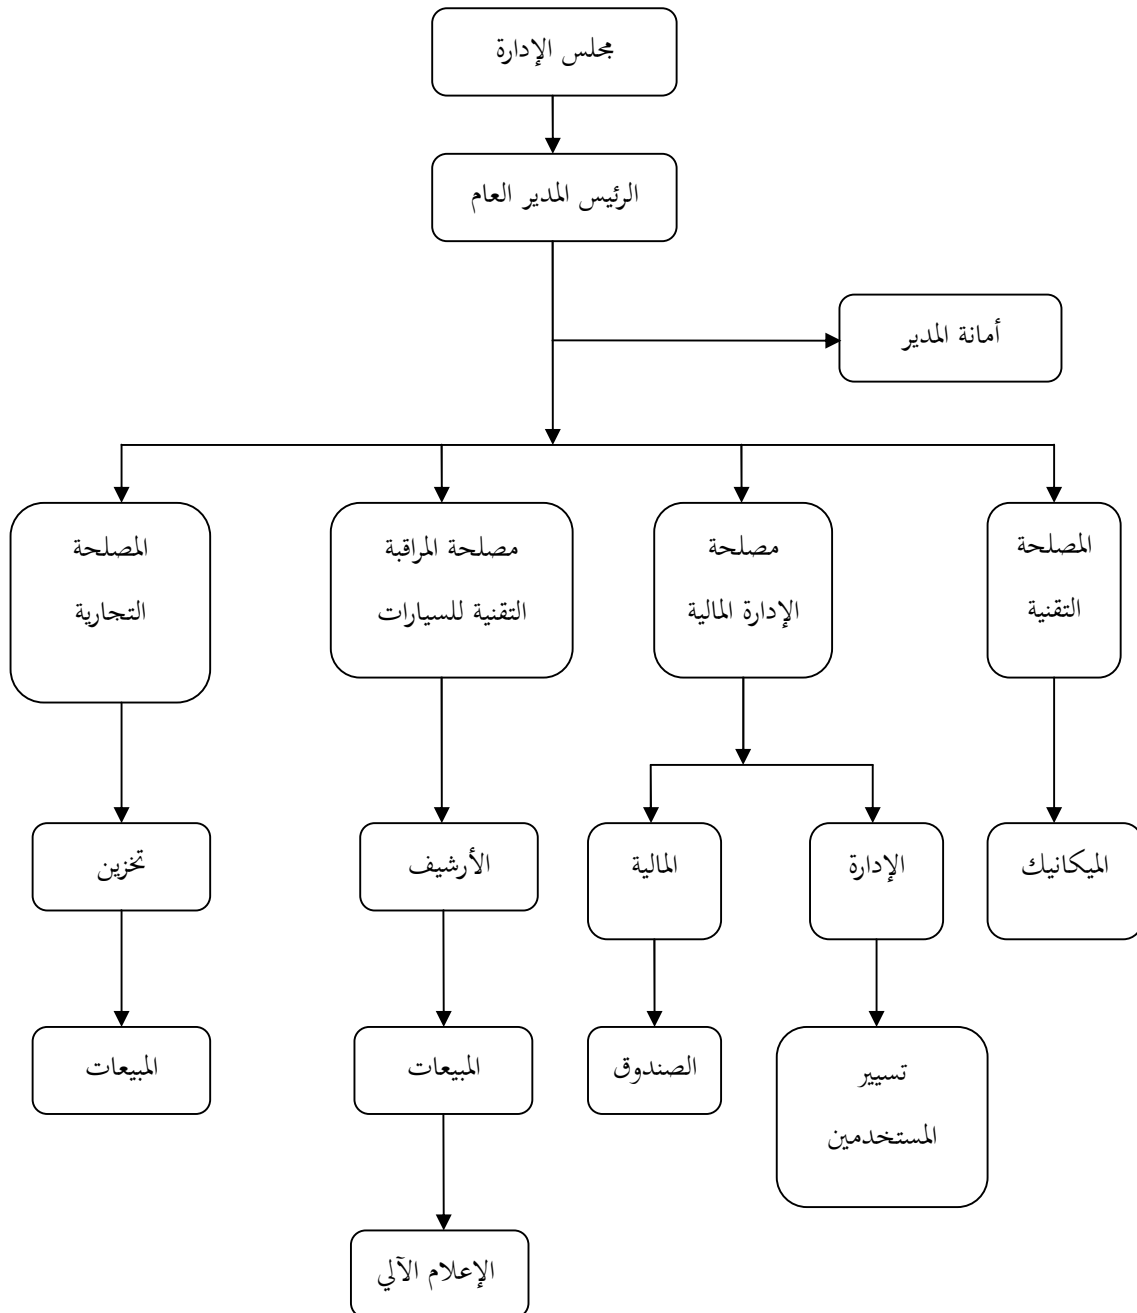 مجلس الإدارة
الرئيس المدير العام
أمانة المدير
المصلحة
التقنية
مصلحة
الإدارة المالية
مصلحة المراقبة
التقنية للسيارات
المصلحة
التجارية
الميكانيك
الإدارة
المالية
الأرشيف
تخزين
تسيير
المستخدمين
الصندوق
المبيعات
المبيعات
الإعلام الآلي